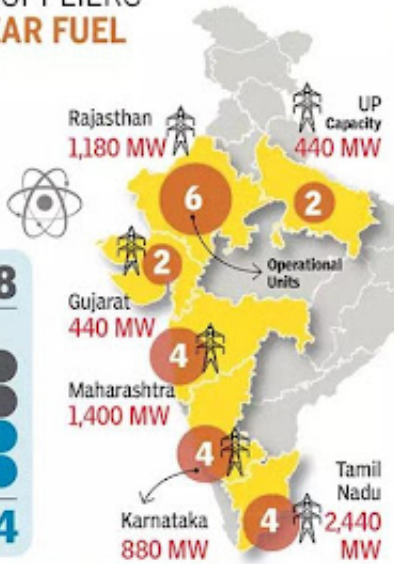 EAR FUEL
Rajasthan
1,180 MW
UP
Capacity
440 MW
6
2
2
Operational
Units
8
Gujarat
440 MW
4
Maharashtra
1,400 MW
4
4
Karnataka
880 MW
4
Tamil
Nadu
2,440
MW